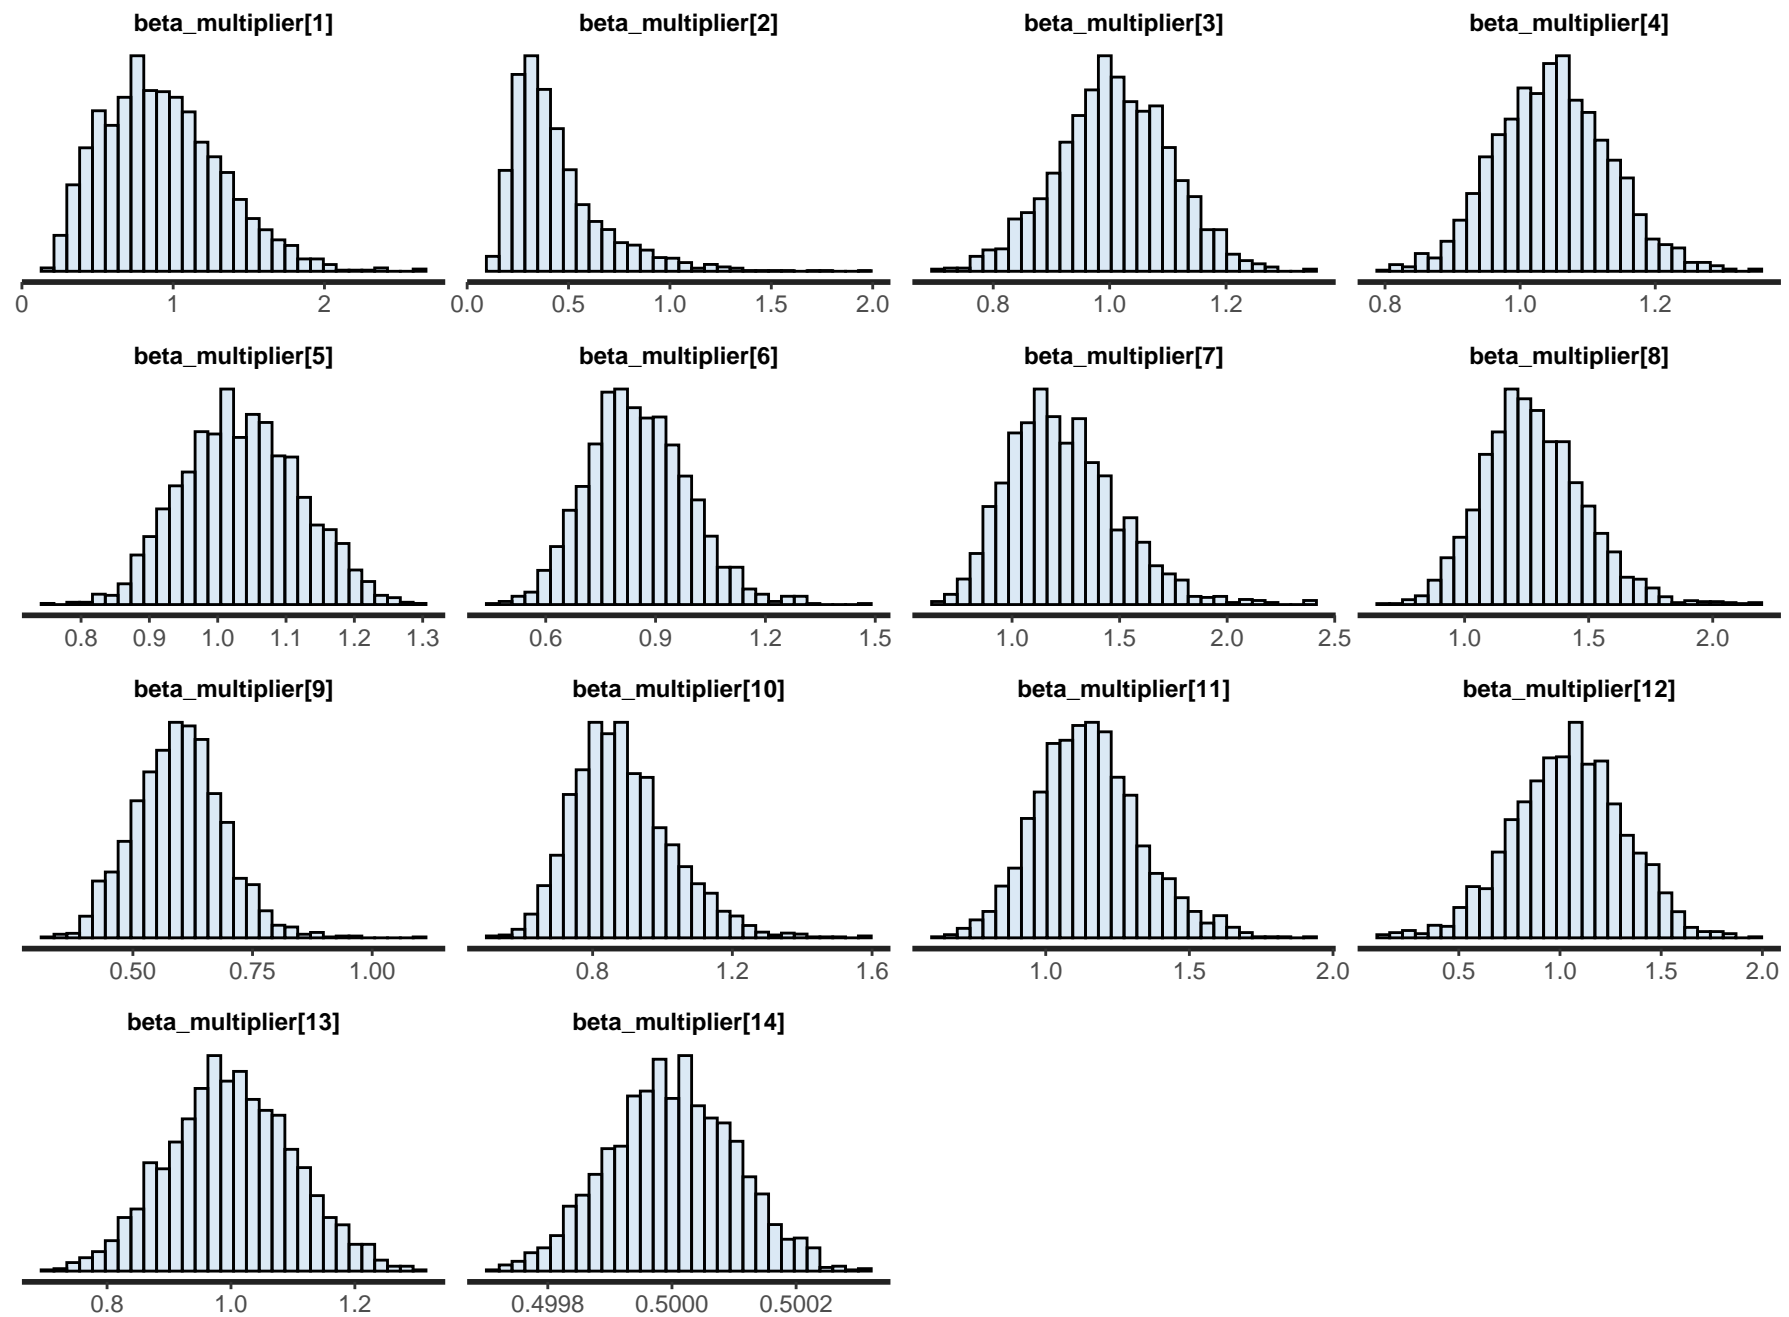 beta_multiplier[1] beta_multiplier[2] beta_multiplier[3] beta_multiplier[4]
0 1 2 0.0 0.5 1.0 1.5 2.0 0.8 1.0 1.2 0.8 1.0 1.2
beta_multiplier[5] beta_multiplier[6] beta_multiplier[7] beta_multiplier[8]
0.8 0.9 1.0 1.1 1.2 1.3 0.6 0.9 1.2 1.5 1.0 1.5 2.0 2.5 1.0 1.5 2.0
beta_multiplier[9] beta_multiplier[10] beta_multiplier[11] beta_multiplier[12]
0.50 0.75 1.00 0.8 1.2 1.6 1.0 1.5 2.0 0.5 1.0 1.5 2.0
beta_multiplier[13] beta_multiplier[14]
0.8 1.0 1.2 0.4998 0.5000 0.5002